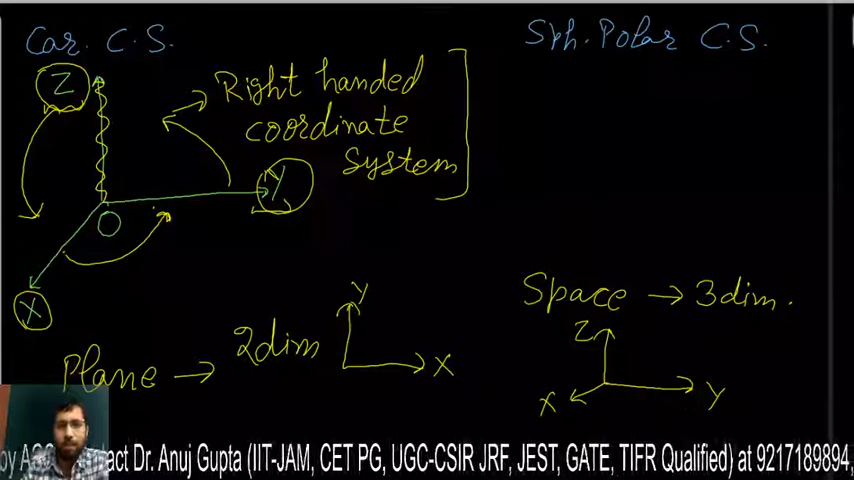 Car. C.S.
Sph. Polar C.S.
Z
Right handed
coordinate
system
Y
O
X
Y
2dim
X
Plane →
Space → 3dim.
Z
X
Y
act Dr. Anuj Gupta (IIT-JAM, CET PG, UGC-CSIR JRF, JEST, GATE, TIFR Qualified) at 9217189894,